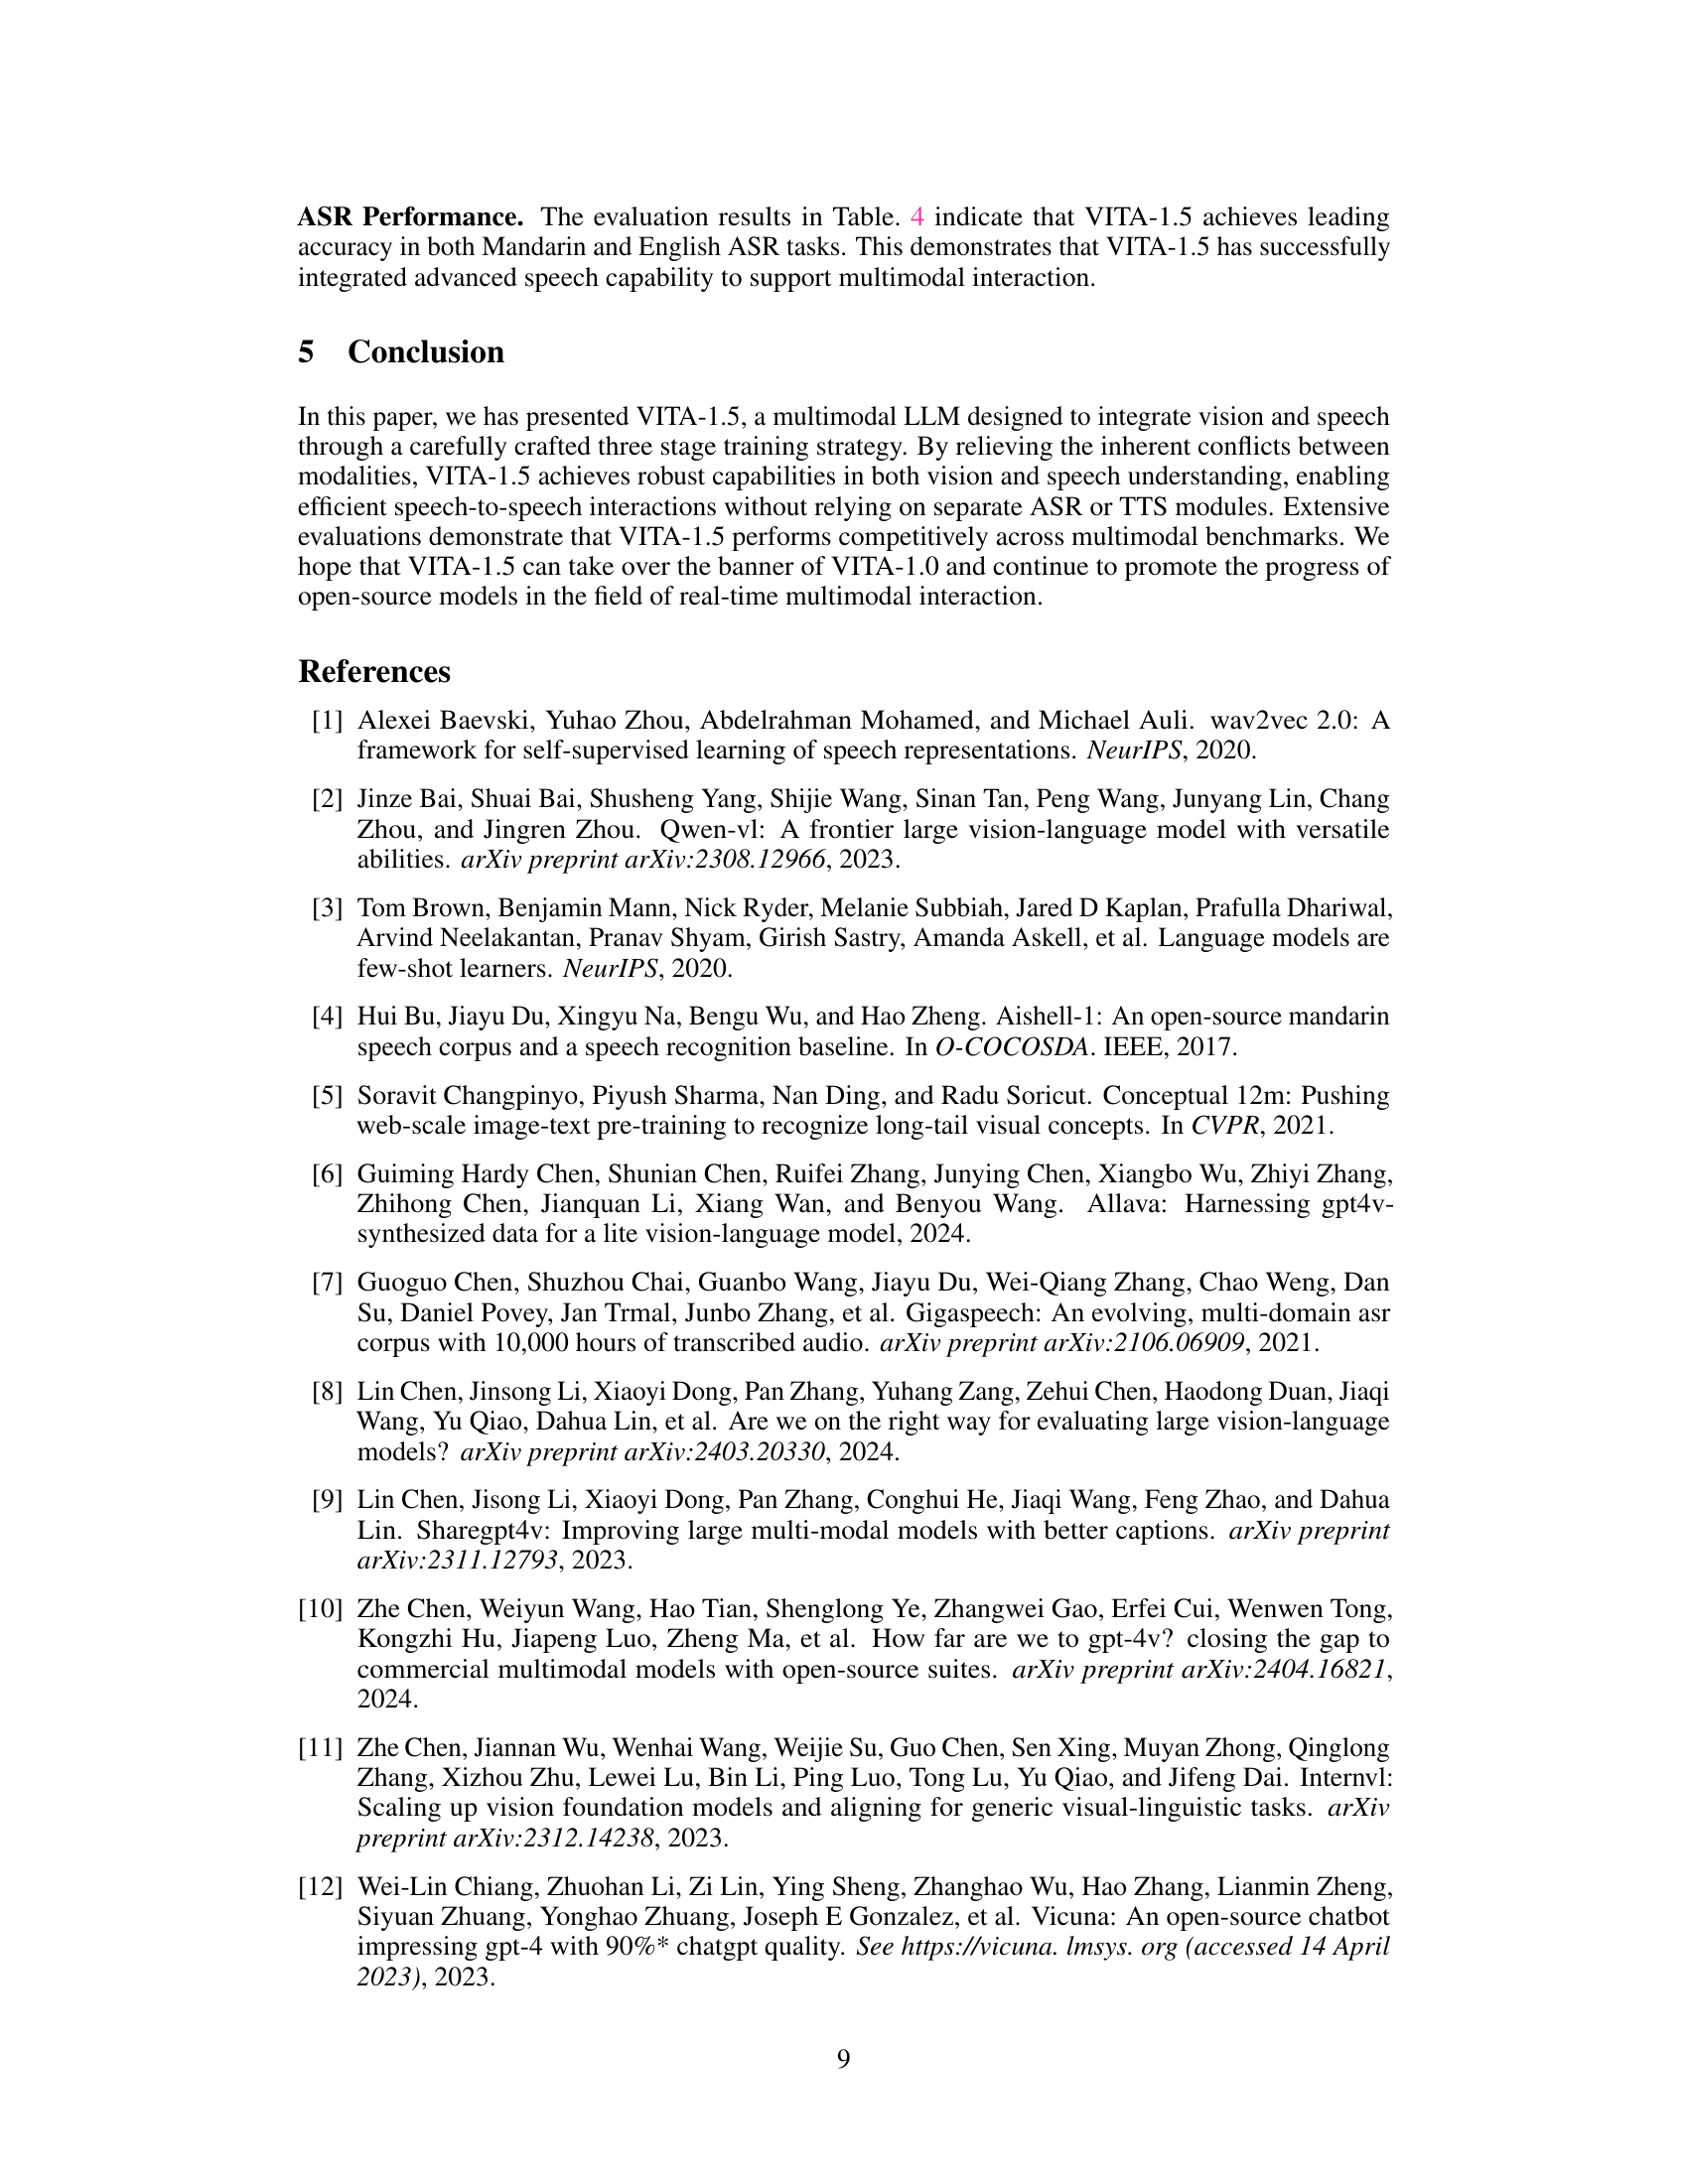 ASR Performance. The evaluation results in Table. 4 indicate that VITA-1.5 achieves leading
accuracy in both Mandarin and English ASR tasks. This demonstrates that VITA-1.5 has successfully
integrated advanced speech capability to support multimodal interaction.
5 Conclusion
In this paper, we has presented VITA-1.5, a multimodal LLM designed to integrate vision and speech
through a carefully crafted three stage training strategy. By relieving the inherent conflicts between
modalities, VITA-1.5 achieves robust capabilities in both vision and speech understanding, enabling
efficient speech-to-speech interactions without relying on separate ASR or TTS modules. Extensive
evaluations demonstrate that VITA-1.5 performs competitively across multimodal benchmarks. We
hope that VITA-1.5 can take over the banner of VITA-1.0 and continue to promote the progress of
open-source models in the field of real-time multimodal interaction.
References
[1] Alexei Baevski, Yuhao Zhou, Abdelrahman Mohamed, and Michael Auli. wav2vec 2.0: A
framework for self-supervised learning of speech representations. NeurIPS, 2020.
[2] Jinze Bai, Shuai Bai, Shusheng Yang, Shijie Wang, Sinan Tan, Peng Wang, Junyang Lin, Chang
Zhou, and Jingren Zhou. Qwen-vl: A frontier large vision-language model with versatile
abilities. arXiv preprint arXiv:2308.12966, 2023.
[3] Tom Brown, Benjamin Mann, Nick Ryder, Melanie Subbiah, Jared D Kaplan, Prafulla Dhariwal,
Arvind Neelakantan, Pranav Shyam, Girish Sastry, Amanda Askell, et al. Language models are
few-shot learners. NeurIPS, 2020.
[4] Hui Bu, Jiayu Du, Xingyu Na, Bengu Wu, and Hao Zheng. Aishell-1: An open-source mandarin
speech corpus and a speech recognition baseline. In O-COCOSDA. IEEE, 2017.
[5] Soravit Changpinyo, Piyush Sharma, Nan Ding, and Radu Soricut. Conceptual 12m: Pushing
web-scale image-text pre-training to recognize long-tail visual concepts. In CVPR, 2021.
[6] Guiming Hardy Chen, Shunian Chen, Ruifei Zhang, Junying Chen, Xiangbo Wu, Zhiyi Zhang,
Zhihong Chen, Jianquan Li, Xiang Wan, and Benyou Wang. Allava: Harnessing gpt4v-
synthesized data for a lite vision-language model, 2024.
[7] Guoguo Chen, Shuzhou Chai, Guanbo Wang, Jiayu Du, Wei-Qiang Zhang, Chao Weng, Dan
Su, Daniel Povey, Jan Trmal, Junbo Zhang, et al. Gigaspeech: An evolving, multi-domain asr
corpus with 10,000 hours of transcribed audio. arXiv preprint arXiv:2106.06909, 2021.
[8] Lin Chen, Jinsong Li, Xiaoyi Dong, Pan Zhang, Yuhang Zang, Zehui Chen, Haodong Duan, Jiaqi
Wang, Yu Qiao, Dahua Lin, et al. Are we on the right way for evaluating large vision-language
models? arXiv preprint arXiv:2403.20330, 2024.
[9] Lin Chen, Jisong Li, Xiaoyi Dong, Pan Zhang, Conghui He, Jiaqi Wang, Feng Zhao, and Dahua
Lin. Sharegpt4v: Improving large multi-modal models with better captions. arXiv preprint
arXiv:2311.12793, 2023.
[10] Zhe Chen, Weiyun Wang, Hao Tian, Shenglong Ye, Zhangwei Gao, Erfei Cui, Wenwen Tong,
Kongzhi Hu, Jiapeng Luo, Zheng Ma, et al. How far are we to gpt-4v? closing the gap to
commercial multimodal models with open-source suites. arXiv preprint arXiv:2404.16821,
2024.
[11] Zhe Chen, Jiannan Wu, Wenhai Wang, Weijie Su, Guo Chen, Sen Xing, Muyan Zhong, Qinglong
Zhang, Xizhou Zhu, Lewei Lu, Bin Li, Ping Luo, Tong Lu, Yu Qiao, and Jifeng Dai. Internvl:
Scaling up vision foundation models and aligning for generic visual-linguistic tasks. arXiv
preprint arXiv:2312.14238, 2023.
[12] Wei-Lin Chiang, Zhuohan Li, Zi Lin, Ying Sheng, Zhanghao Wu, Hao Zhang, Lianmin Zheng,
Siyuan Zhuang, Yonghao Zhuang, Joseph E Gonzalez, et al. Vicuna: An open-source chatbot
impressing gpt-4 with 90%* chatgpt quality. See https://vicuna. lmsys. org (accessed 14 April
2023), 2023.
9